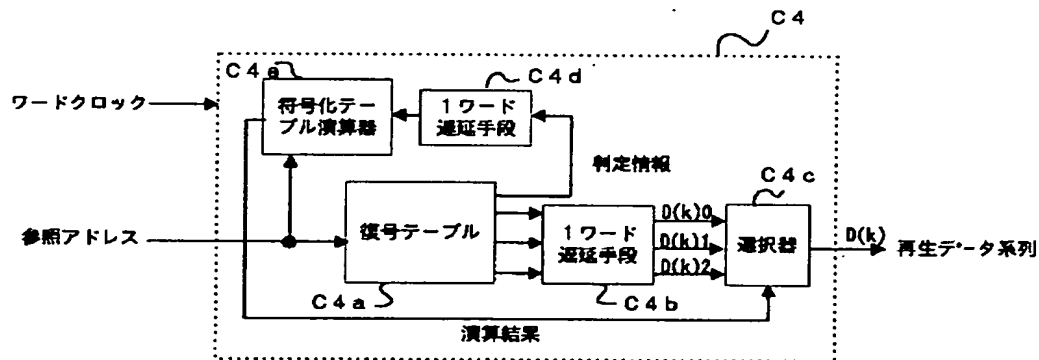 C4
C4e
C4d
ワードクロック
符号化テー
ブル演算器
1ワード
遅延手段
判定情報
C4c
参照アドレス
復号テーブル
1ワード
遅延手段
D(k)0
D(k)1
D(k)2
選択器
D(k)
再生データ系列
C4a
C4b
演算結果